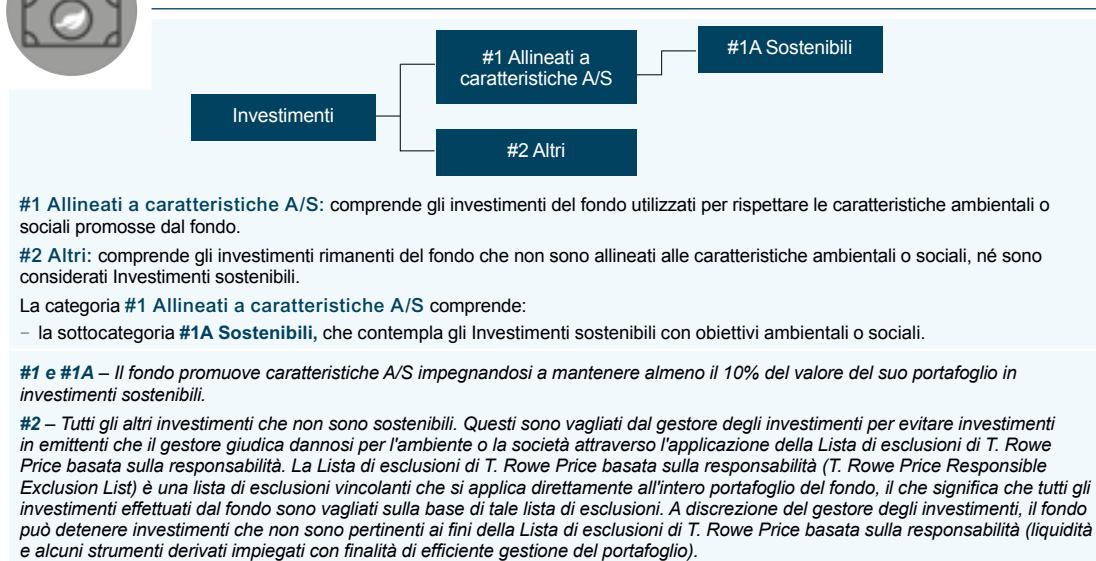 #1 Allineati a
caratteristiche A/S
#1A Sostenibili
Investimenti
#2 Altri
#1 Allineati a caratteristiche A/S: comprende gli investimenti del fondo utilizzati per rispettare le caratteristiche ambientali o
sociali promosse dal fondo.
#2 Altri: comprende gli investimenti rimanenti del fondo che non sono allineati alle caratteristiche ambientali o sociali, né sono
considerati Investimenti sostenibili.
La categoria #1 Allineati a caratteristiche A/S comprende:
– la sottocategoria #1A Sostenibili, che contempla gli Investimenti sostenibili con obiettivi ambientali o sociali.
#1 e #1A – Il fondo promuove caratteristiche A/S impegnandosi a mantenere almeno il 10% del valore del suo portafoglio in
investimenti sostenibili.
#2 – Tutti gli altri investimenti che non sono sostenibili. Questi sono vagliati dal gestore degli investimenti per evitare investimenti
in emittenti che il gestore giudica dannosi per l'ambiente o la società attraverso l'applicazione della Lista di esclusioni di T. Rowe
Price basata sulla responsabilità. La Lista di esclusioni di T. Rowe Price basata sulla responsabilità (T. Rowe Price Responsible
Exclusion List) è una lista di esclusioni vincolanti che si applica direttamente all'intero portafoglio del fondo, il che significa che tutti gli
investimenti effettuati dal fondo sono vagliati sulla base di tale lista di esclusioni. A discrezione del gestore degli investimenti, il fondo
può detenere investimenti che non sono pertinenti ai fini della Lista di esclusioni di T. Rowe Price basata sulla responsabilità (liquidità
e alcuni strumenti derivati impiegati con finalità di efficiente gestione del portafoglio).